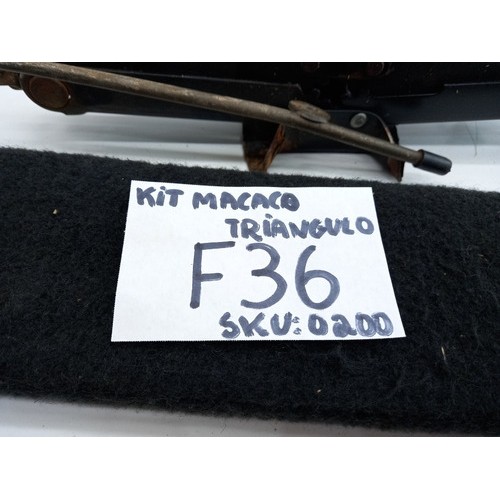 KIT MACACO
TRIANGULO
F36
SKU: 0200